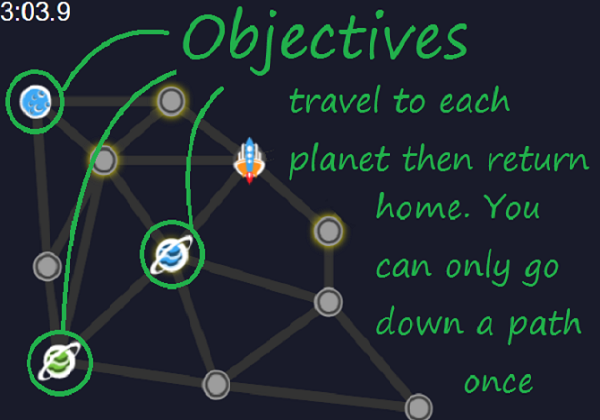 3:03.9
Objectives
travel to each
planet then return
home. You
can only go
down a path
once